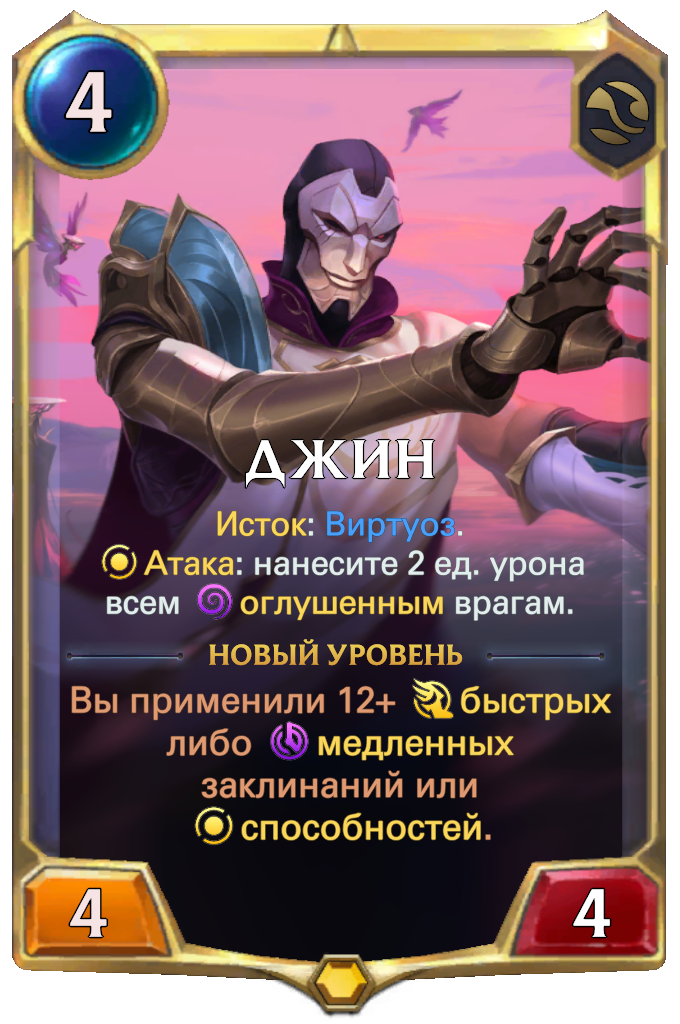 4
ДЖИН
Исток: Виртуоз.
Атака: нанесите 2 ед. урона
всем оглушенным врагам.
НОВЫЙ УРОВЕНЬ
Вы применили 12+ быстрых
либо медленных
заклинаний или
способностей.
4 4